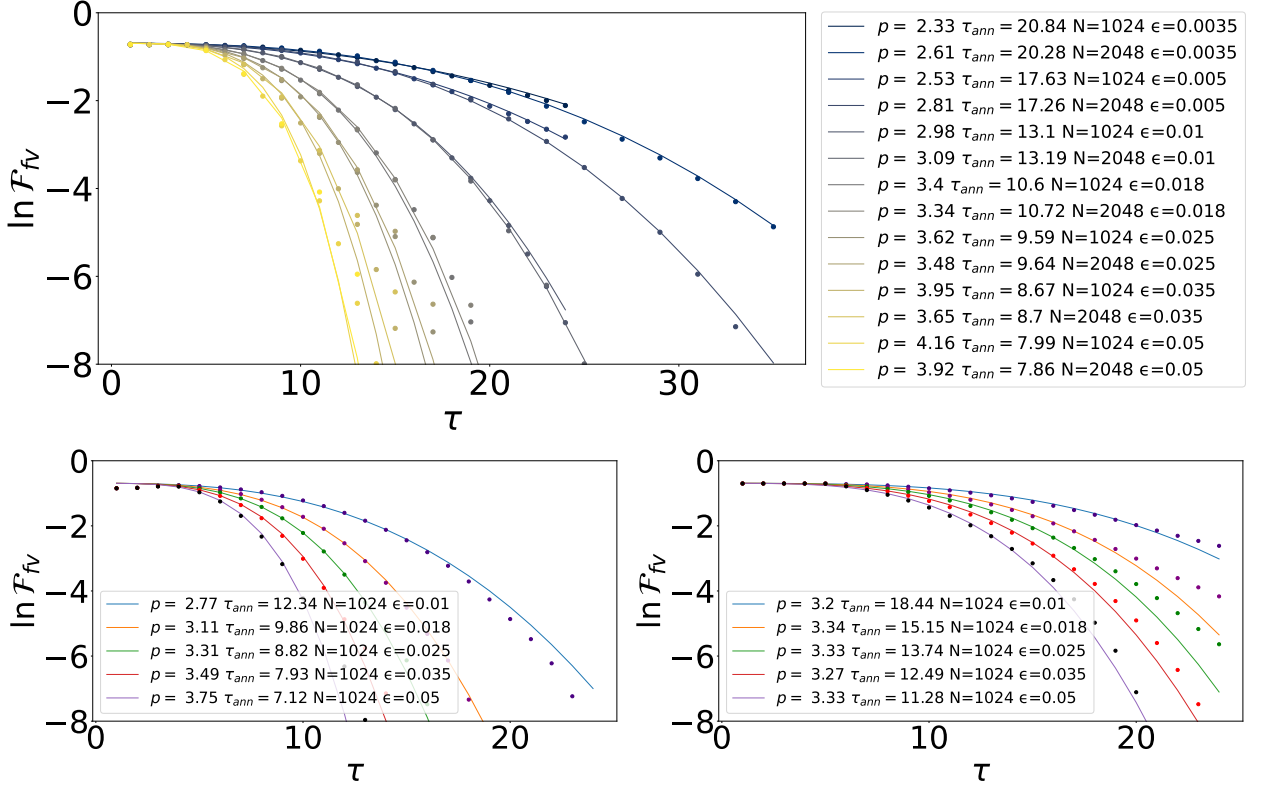 0
−2
−4
−6
−8
ln 𝓕fv
0
10
20
30
τ
p = 2.33 τann = 20.84 N=1024 ϵ=0.0035
p = 2.61 τann = 20.28 N=2048 ϵ=0.0035
p = 2.53 τann = 17.63 N=1024 ϵ=0.005
p = 2.81 τann = 17.26 N=2048 ϵ=0.005
p = 2.98 τann = 13.1 N=1024 ϵ=0.01
p = 3.09 τann = 13.19 N=2048 ϵ=0.01
p = 3.4 τann = 10.6 N=1024 ϵ=0.018
p = 3.34 τann = 10.72 N=2048 ϵ=0.018
p = 3.62 τann = 9.59 N=1024 ϵ=0.025
p = 3.48 τann = 9.64 N=2048 ϵ=0.025
p = 3.95 τann = 8.67 N=1024 ϵ=0.035
p = 3.65 τann = 8.7 N=2048 ϵ=0.035
p = 4.16 τann = 7.99 N=1024 ϵ=0.05
p = 3.92 τann = 7.86 N=2048 ϵ=0.05
0
−2
−4
−6
−8
ln 𝓕fv
p = 2.77 τann = 12.34 N=1024 ϵ=0.01
p = 3.11 τann = 9.86 N=1024 ϵ=0.018
p = 3.31 τann = 8.82 N=1024 ϵ=0.025
p = 3.49 τann = 7.93 N=1024 ϵ=0.035
p = 3.75 τann = 7.12 N=1024 ϵ=0.05
0
10
20
τ
0
−2
−4
−6
−8
ln 𝓕fv
p = 3.2 τann = 18.44 N=1024 ϵ=0.01
p = 3.34 τann = 15.15 N=1024 ϵ=0.018
p = 3.33 τann = 13.74 N=1024 ϵ=0.025
p = 3.27 τann = 12.49 N=1024 ϵ=0.035
p = 3.33 τann = 11.28 N=1024 ϵ=0.05
0
10
20
τ